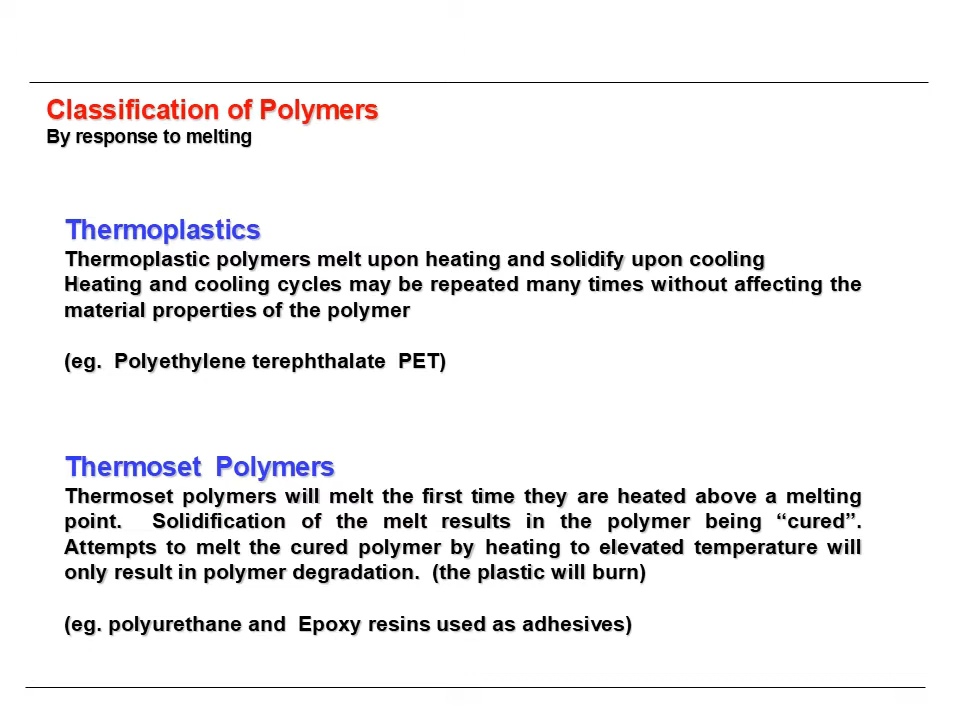 Classification of Polymers
By response to melting
Thermoplastics
Thermoplastic polymers melt upon heating and solidify upon cooling
Heating and cooling cycles may be repeated many times without affecting the
material properties of the polymer
(eg. Polyethylene terephthalate PET)
Thermoset Polymers
Thermoset polymers will melt the first time they are heated above a melting
point. Solidification of the melt results in the polymer being “cured”.
Attempts to melt the cured polymer by heating to elevated temperature will
only result in polymer degradation. (the plastic will burn)
(eg. polyurethane and Epoxy resins used as adhesives)